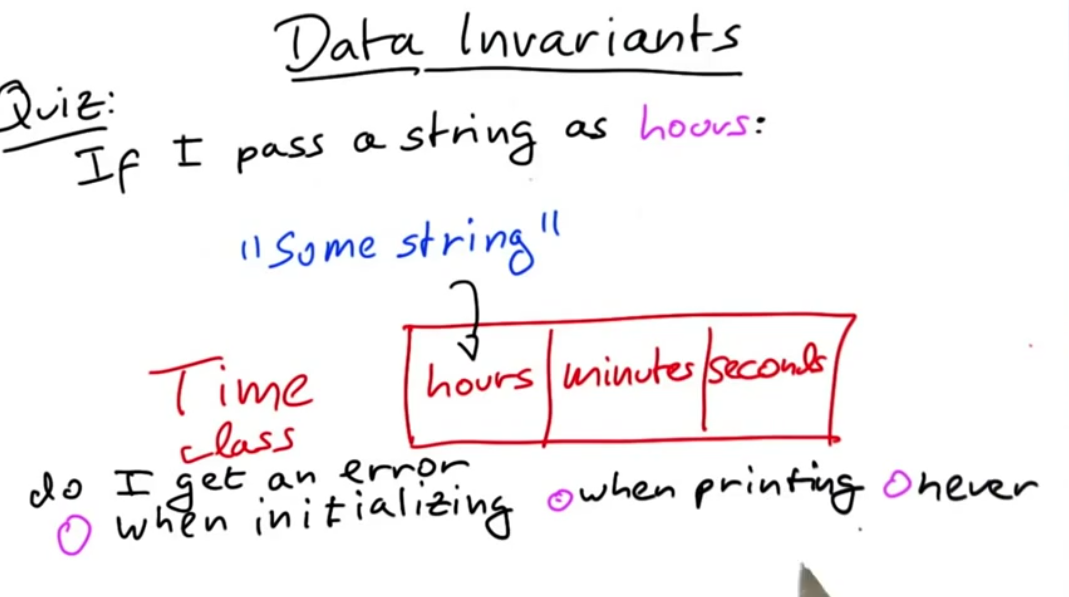 Data Invariants
Quiz:
If I pass a string as hours:
"Some string"
hours minutes seconds
Time
class
do I get an error
when initializing when printing never